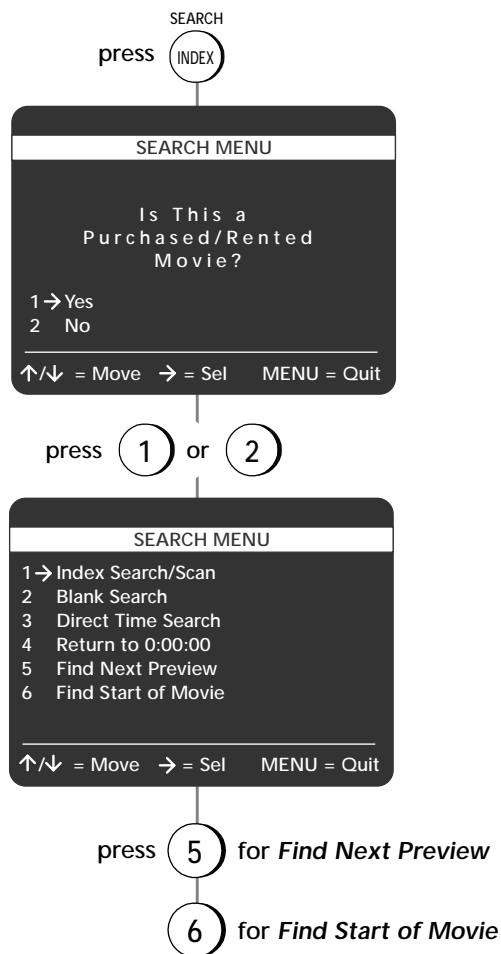 SEARCH
press INDEX
SEARCH MENU
Is This a
Purchased/Rented
Movie?
1→Yes
2 No
↑/↓ = Move → = Sel MENU = Quit
press 1 or 2
SEARCH MENU
1→Index Search/Scan
2 Blank Search
3 Direct Time Search
4 Return to 0:00:00
5 Find Next Preview
6 Find Start of Movie
↑/↓ = Move → = Sel MENU = Quit
press 5 for Find Next Preview
6 for Find Start of Movie